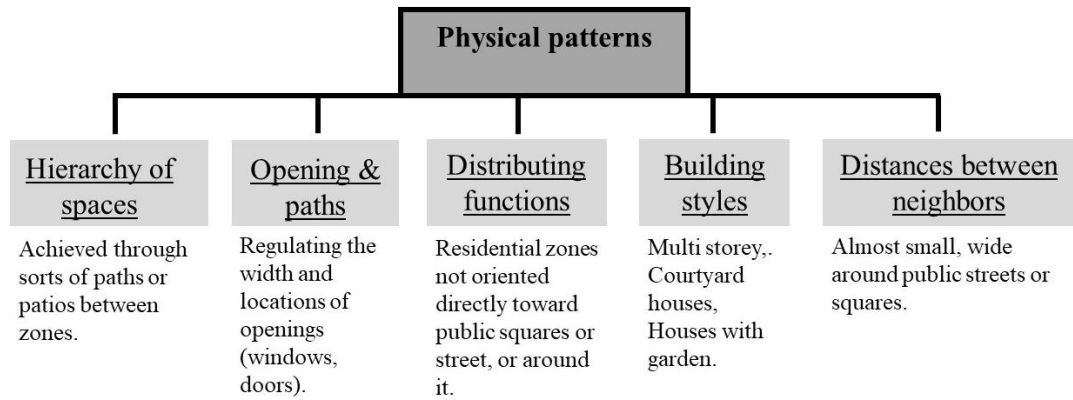 Physical patterns
Hierarchy of
spaces
Achieved through
sorts of paths or
patios between
zones.
Opening &
paths
Regulating the
width and
locations of
openings
(windows,
doors).
Distributing
functions
Residential zones
not oriented
directly toward
public squares or
street, or around
it.
Building
styles
Multi storey,.
Courtyard
houses,
Houses with
garden.
Distances between
neighbors
Almost small, wide
around public streets or
squares.